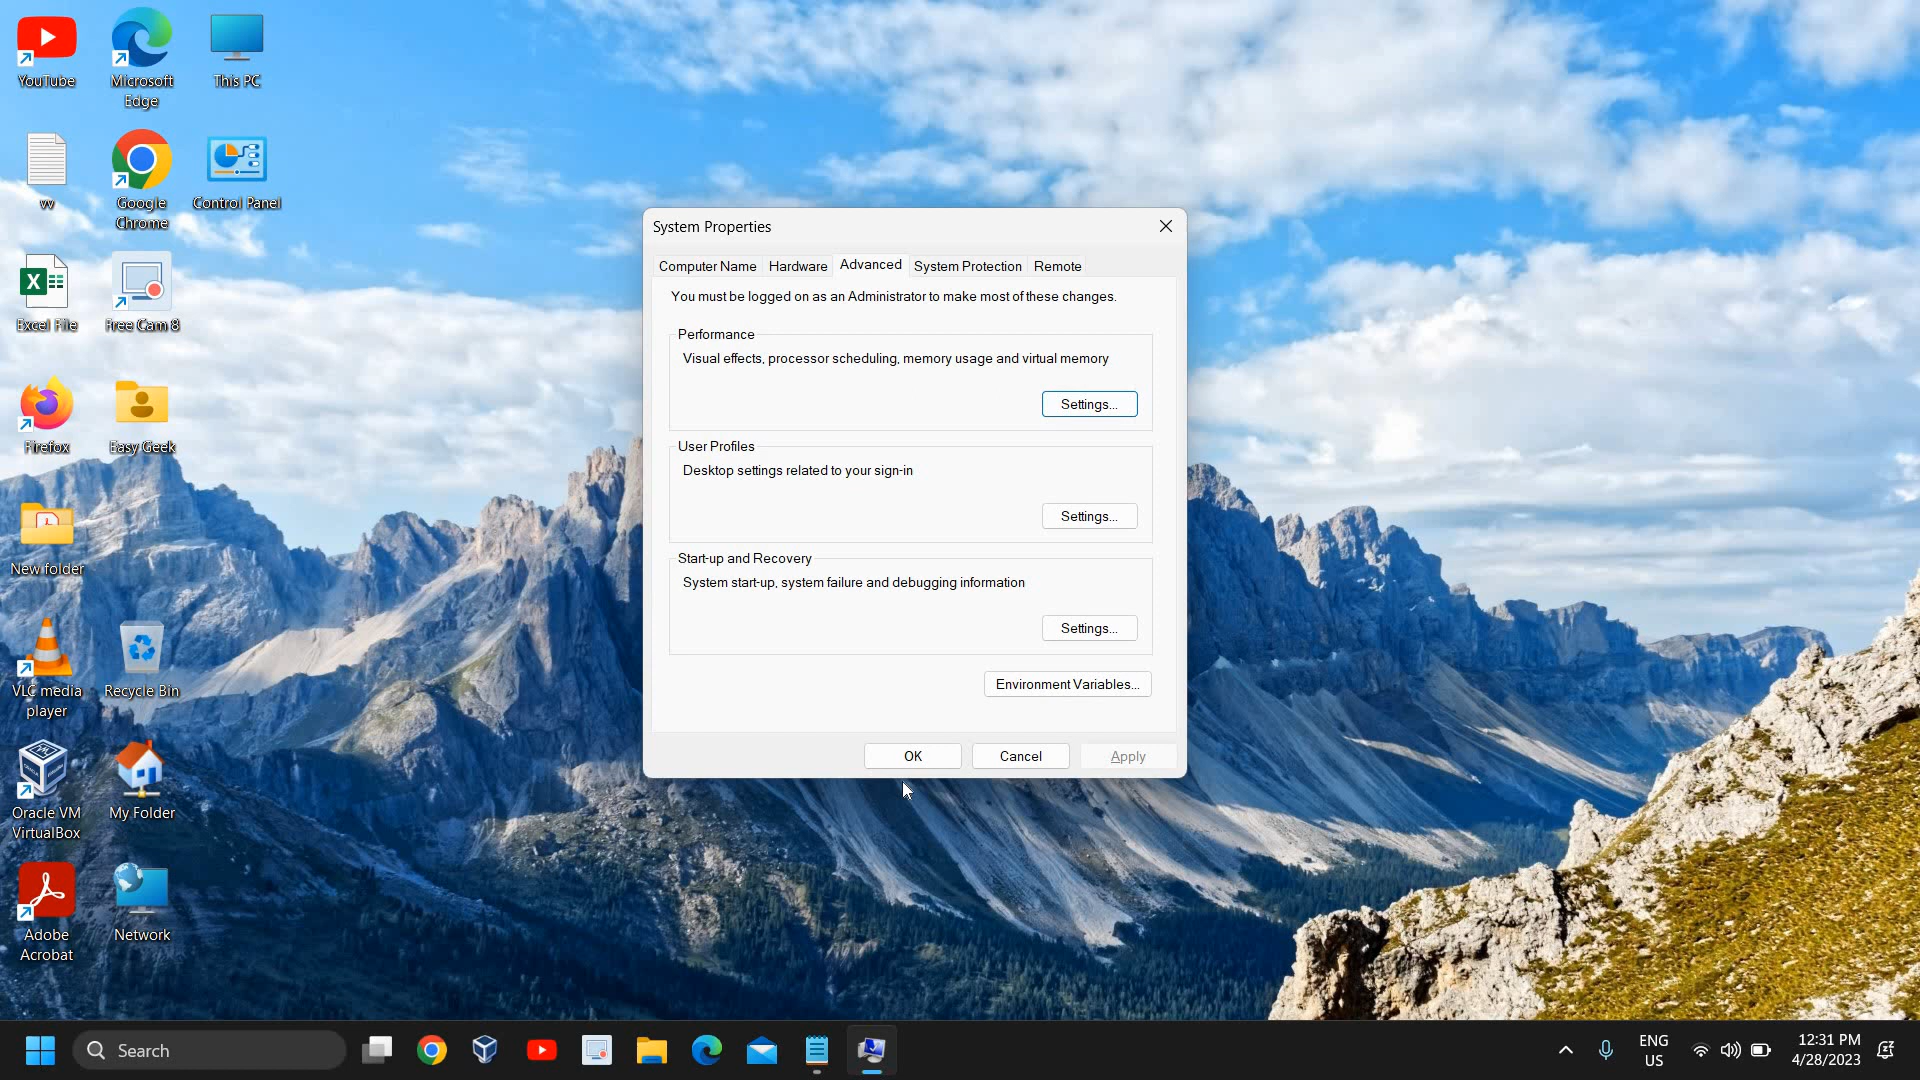 YouTube
Microsoft
Edge
This PC
vv
Google
Chrome
Control Panel
Excel File
Free Cam 8
Firefox
Easy Geek
New folder
VLC media
player
Recycle Bin
Oracle VM
VirtualBox
My Folder
Adobe
Acrobat
Network
System Properties
Computer Name
Hardware
Advanced
System Protection
Remote
You must be logged on as an Administrator to make most of these changes.
Performance
Visual effects, processor scheduling, memory usage and virtual memory
Settings...
User Profiles
Desktop settings related to your sign-in
Settings...
Start-up and Recovery
System start-up, system failure and debugging information
Settings...
Environment Variables...
OK
Cancel
Apply
Search
ENG
US
12:31 PM
4/28/2023